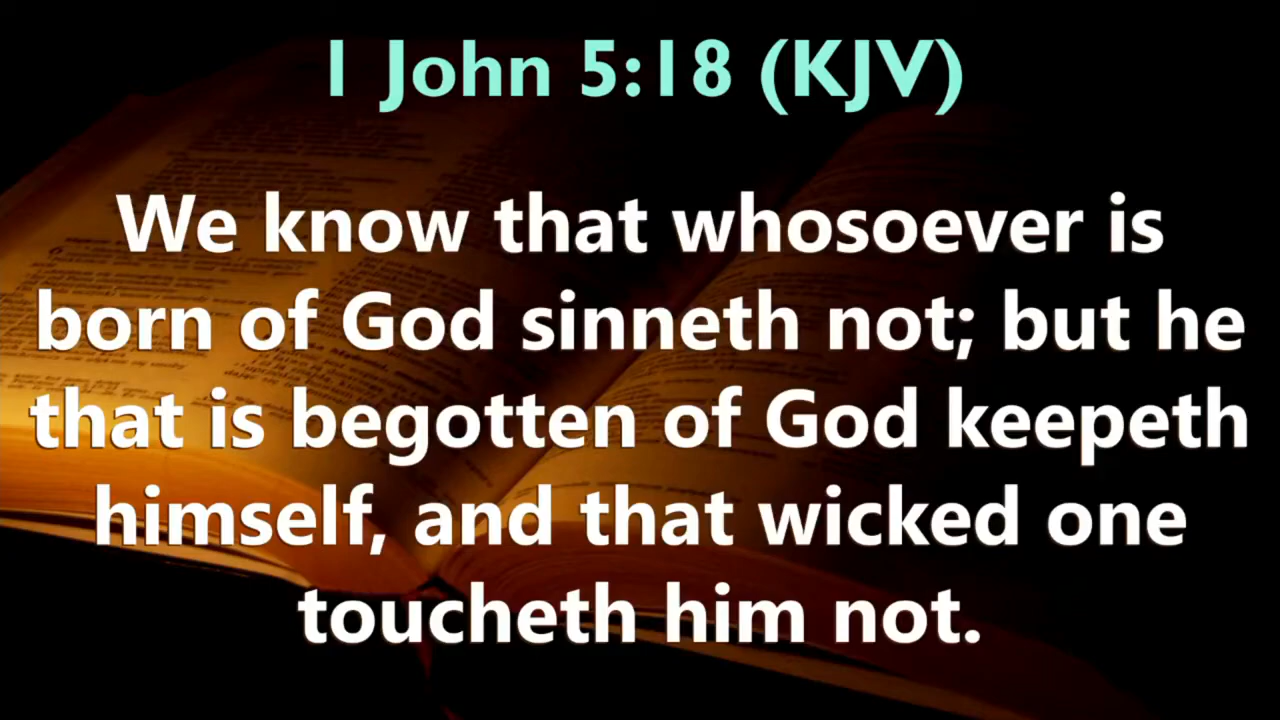 1 John 5:18 (KJV)
We know that whosoever is
born of God sinneth not; but he
that is begotten of God keepeth
himself, and that wicked one
toucheth him not.